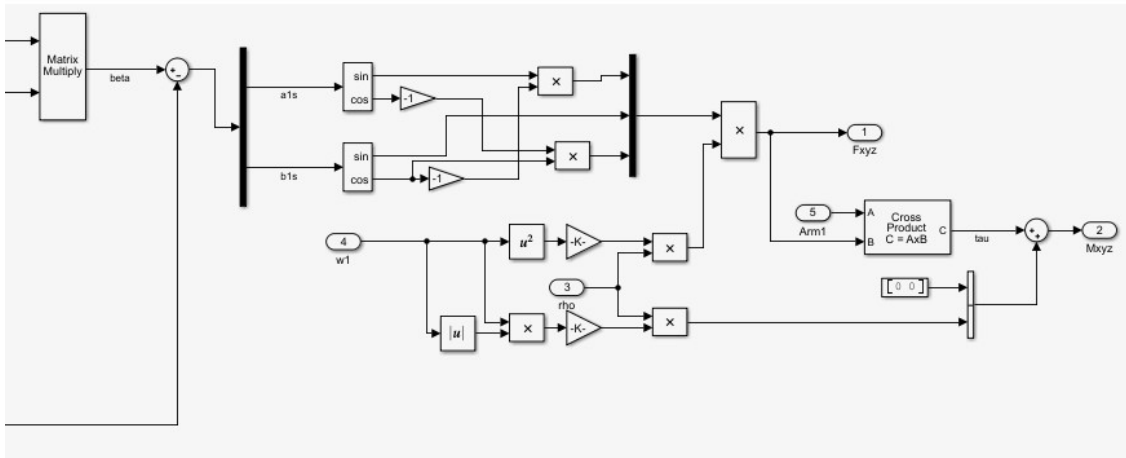 Matrix
Multiply
beta
+
−
a1s
sin
cos
-1
×
b1s
sin
cos
-1
×
×
1
Fxyz
5
Arm1
A
B
Cross
Product
C = AxB
C
tau
+
+
2
Mxyz
4
w1
u²
-K-
×
3
rho
[0 0]
|u|
×
-K-
×